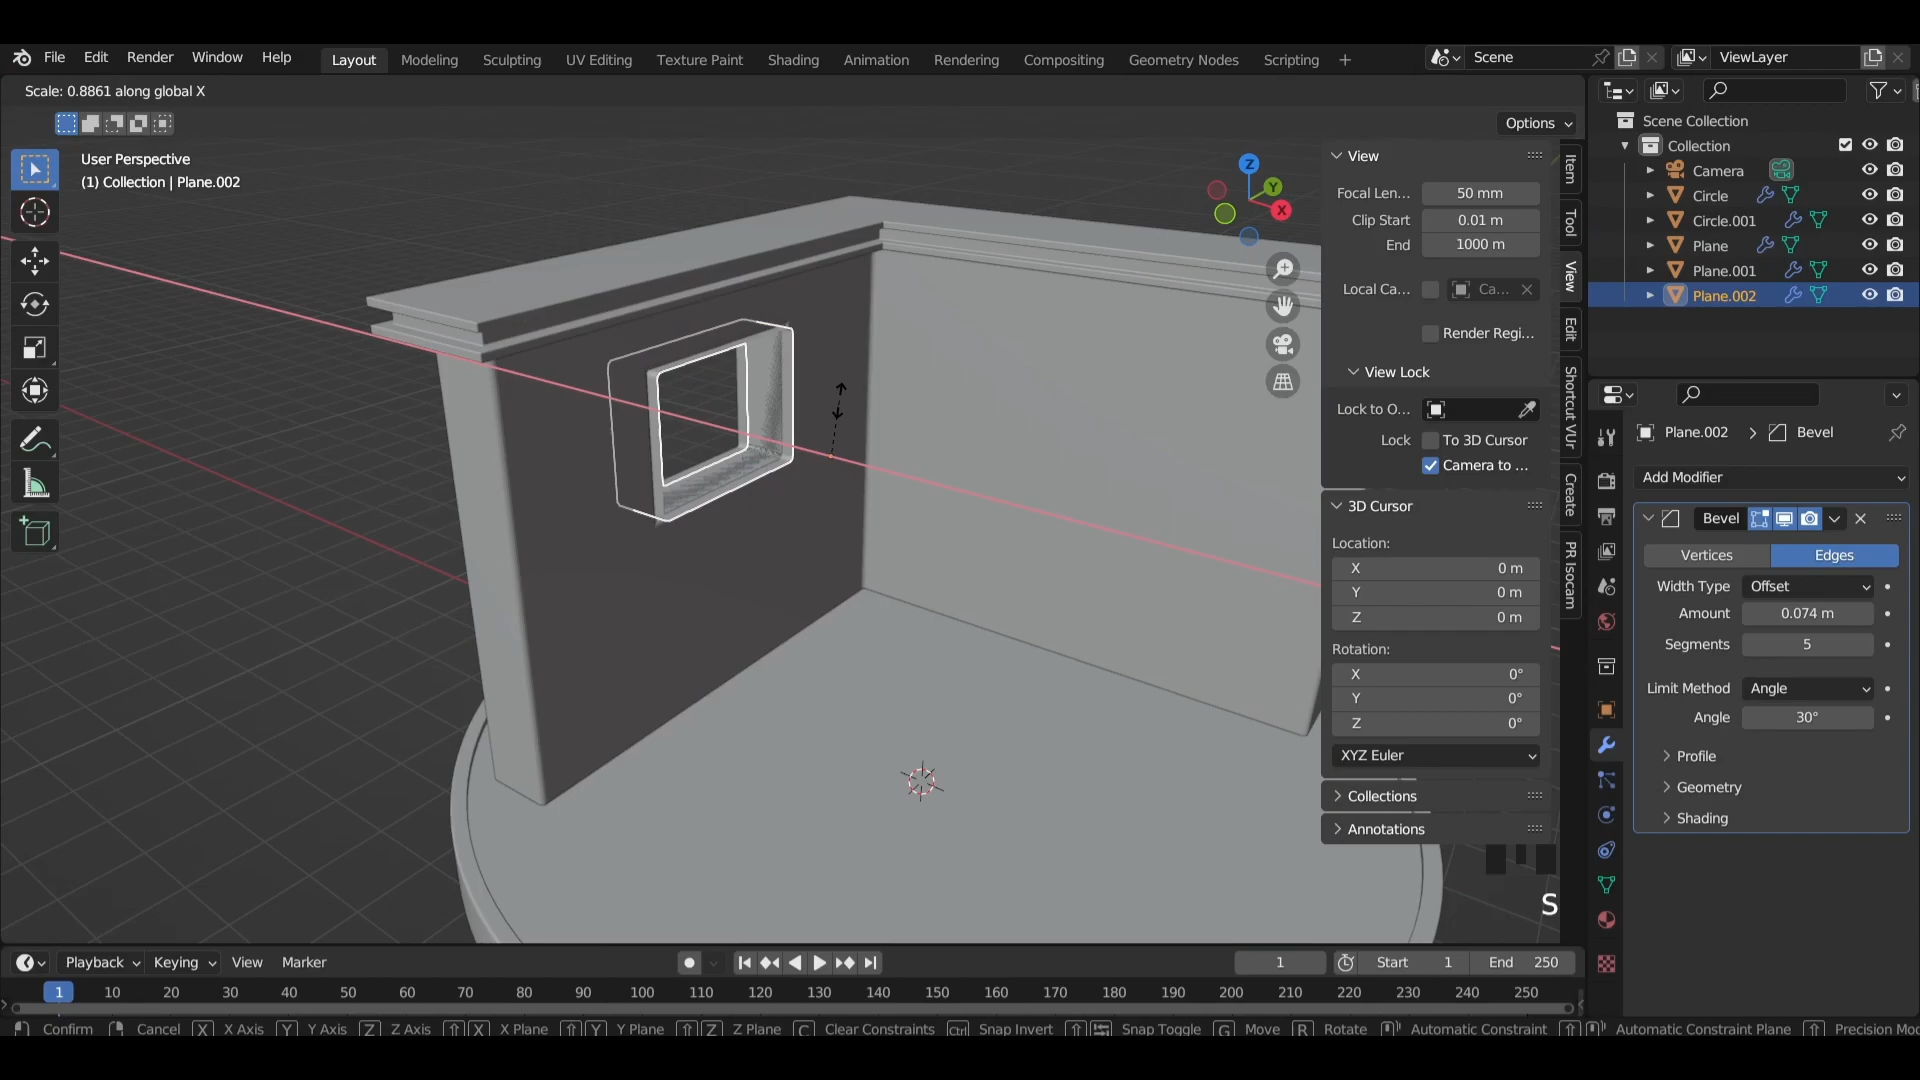 File Edit Render Window Help
Layout Modeling Sculpting UV Editing Texture Paint Shading Animation Rendering Compositing Geometry Nodes Scripting +
Scene ViewLayer
Scale: 0.8861 along global X
Options
User Perspective
(1) Collection | Plane.002
Z
Y
X
View
Focal Len... 50 mm
Clip Start 0.01 m
End 1000 m
Local Ca... Ca...
Render Regi...
View Lock
Lock to O...
Lock To 3D Cursor
Camera to ...
3D Cursor
Location:
X 0 m
Y 0 m
Z 0 m
Rotation:
X 0°
Y 0°
Z 0°
XYZ Euler
Collections
Annotations
Item
Tool
View
Edit
Shortcut VUr
Create
PR Isocam
S
Scene Collection
Collection
Camera
Circle
Circle.001
Plane
Plane.001
Plane.002
Plane.002 > Bevel
Add Modifier
Bevel
Vertices Edges
Width Type Offset
Amount 0.074 m
Segments 5
Limit Method Angle
Angle 30°
Profile
Geometry
Shading
Playback Keying View Marker
1 Start 1 End 250
1 10 20 30 40 50 60 70 80 90 100 110 120 130 140 150 160 170 180 190 200 210 220 230 240 250
Confirm Cancel X X Axis Y Y Axis Z Z Axis X X Plane Y Y Plane Z Z Plane C Clear Constraints Ctrl Snap Invert Snap Toggle G Move R Rotate Automatic Constraint Automatic Constraint Plane Precision Mod